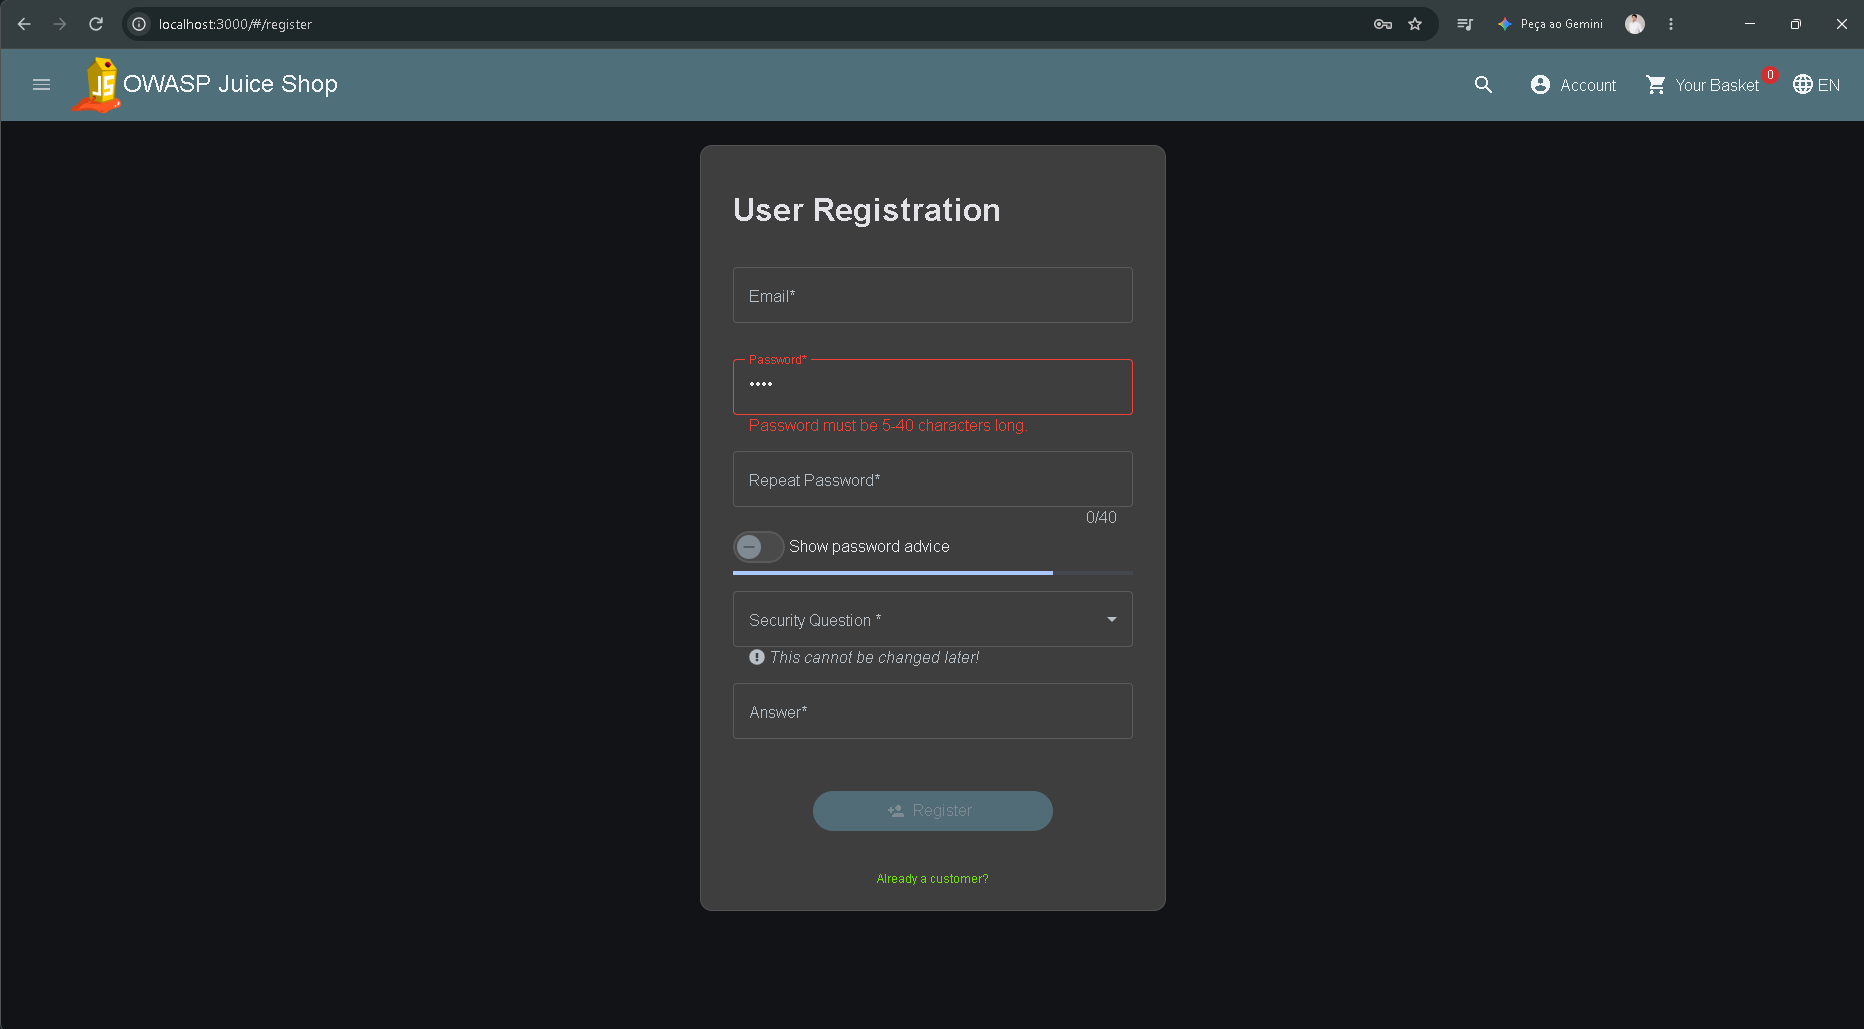 localhost:3000/#/register
Peça ao Gemini
JS
OWASP Juice Shop
Account
Your Basket
0
EN
User Registration
Email*
Password*
••••
Password must be 5-40 characters long.
Repeat Password*
0/40
Show password advice
Security Question *
This cannot be changed later!
Answer*
Register
Already a customer?